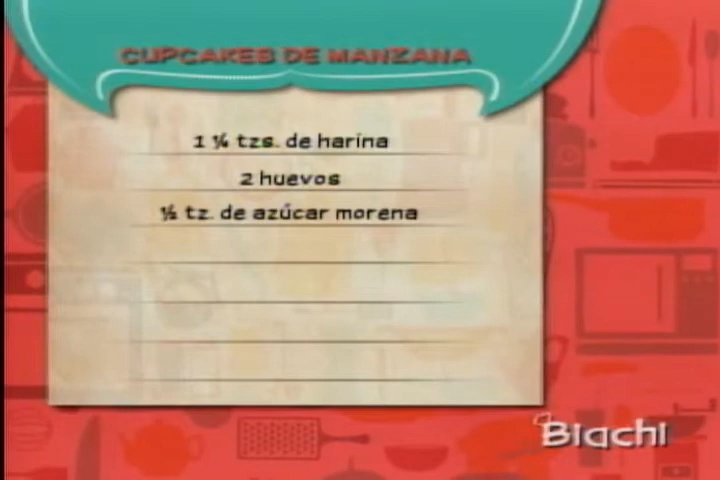 CUPCAKES DE MANZANA
1 ¼ tzs. de harina
2 huevos
½ tz. de azúcar morena
Biachi